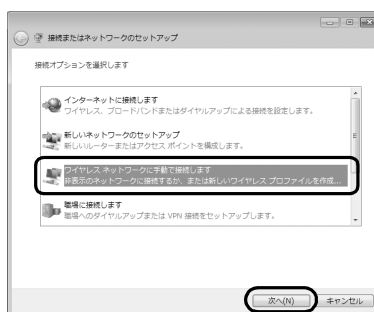 接続またはネットワークのセットアップ
接続オプションを選択します
インターネットに接続します
ワイヤレス、ブロードバンドまたはダイヤルアップによる接続を設定します。
新しいネットワークのセットアップ
新しいルーターまたはアクセス ポイントを構成します。
ワイヤレス ネットワークに手動で接続します
非表示のネットワークに接続するか、または新しいワイヤレス プロファイルを作成...
職場に接続します
職場へのダイヤルアップまたは VPN 接続をセットアップします。
次へ(N)
キャンセル